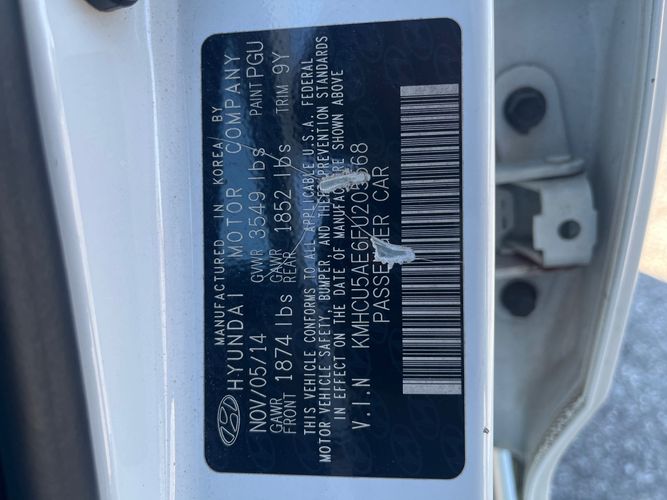 MANUFACTURED IN KOREA BY
HYUNDAI MOTOR COMPANY
NOV/05/14 GVWR 3549 lbs PAINT PGU
GAWR FRONT 1874 lbs GAWR REAR 1852 lbs TRIM 9Y
THIS VEHICLE CONFORMS TO ALL APPLICABLE U.S.A. FEDERAL
MOTOR VEHICLE SAFETY, BUMPER, AND THEFT PREVENTION STANDARDS
IN EFFECT ON THE DATE OF MANUFACTURE SHOWN ABOVE
V.I.N
PASSENGER CAR